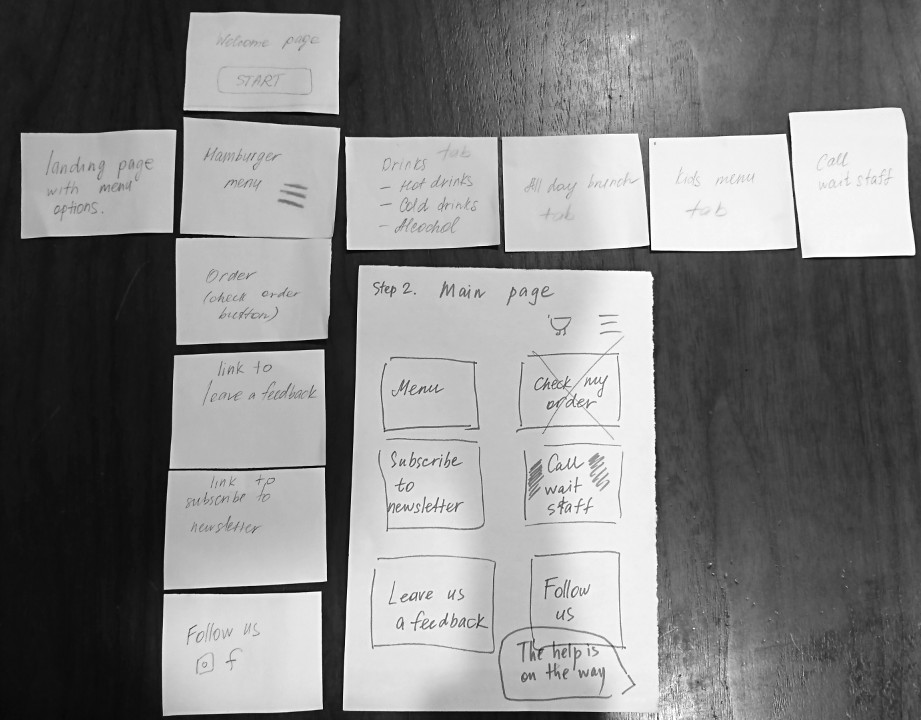 Welcome page
START
landing page
with menu
options.
Hamburger
menu
Drinks tab
– Hot drinks
– Cold drinks
– Alcochol
All day brunch
tab
Kids menu
tab
Call
wait staff
Order
(check order
button)
link to
leave a feedback
link to
subscribe to
newsletter
Follow us
f
Step 2. Main page
Menu
Check my
order
Subscribe
to
newsletter
Call
wait
staff
Leave us
a feedback
Follow
us
The help is
on the way